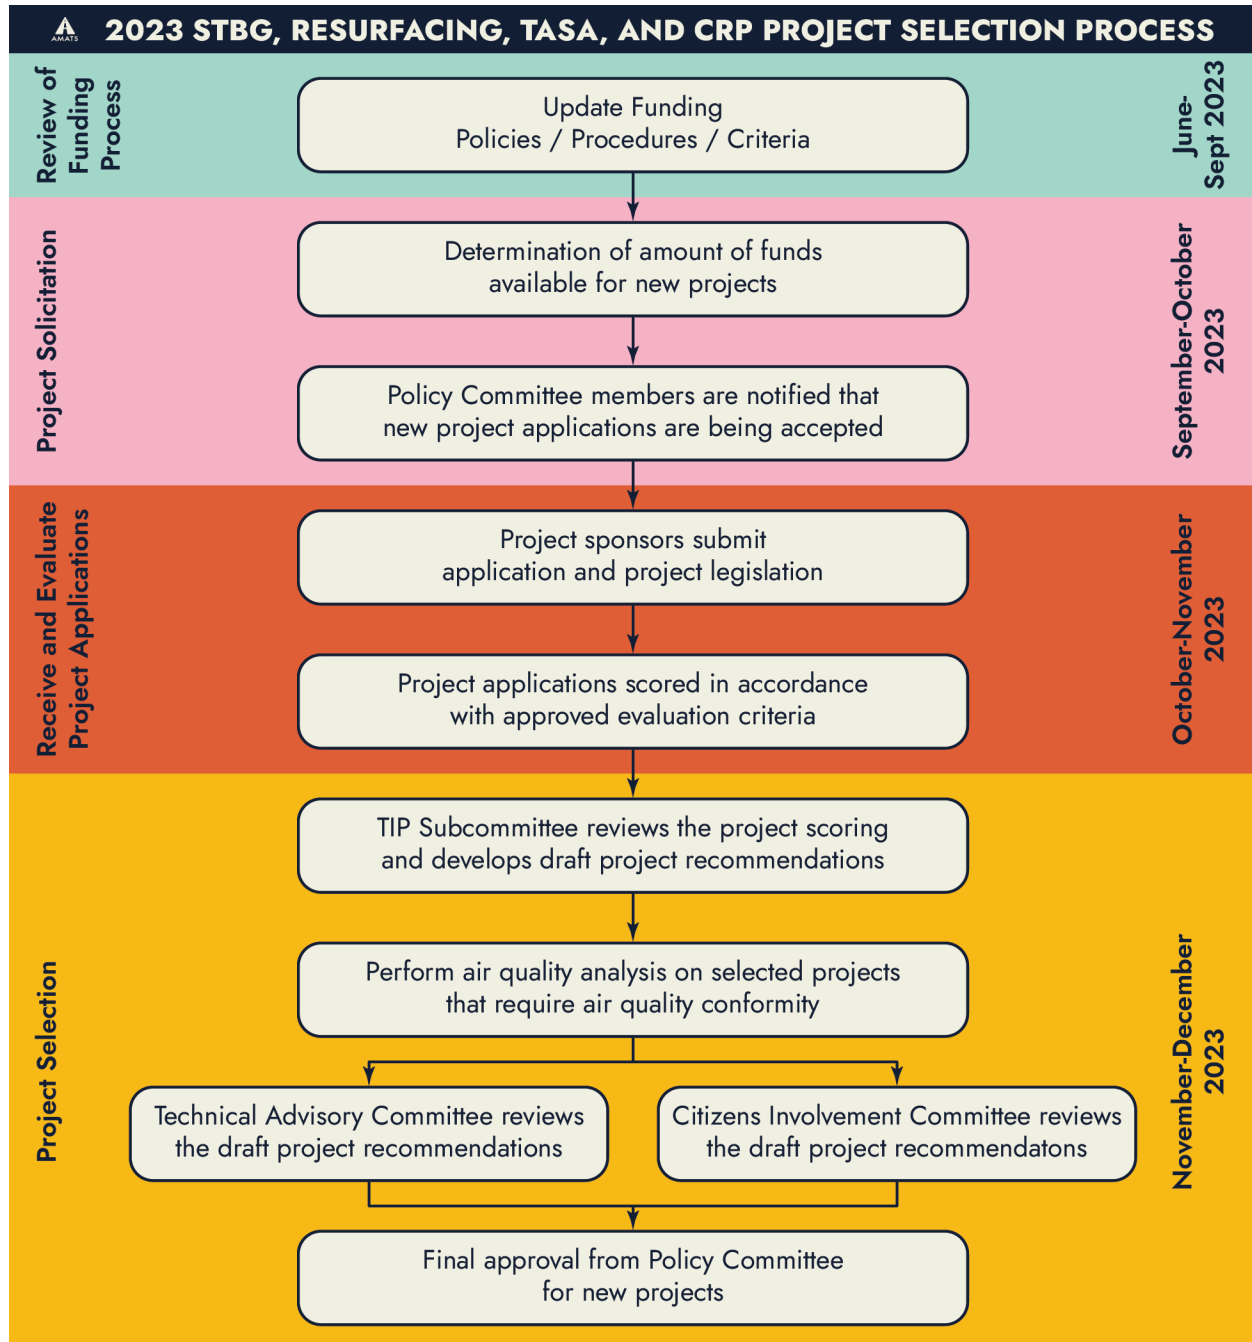 AMATS
2023 STBG, RESURFACING, TASA, AND CRP PROJECT SELECTION PROCESS
Review of
Funding
Process
Update Funding
Policies / Procedures / Criteria
June-
Sept 2023
Project Solicitation
Determination of amount of funds
available for new projects
Policy Committee members are notified that
new project applications are being accepted
September-October
2023
Receive and Evaluate
Project Applications
Project sponsors submit
application and project legislation
Project applications scored in accordance
with approved evaluation criteria
October-November
2023
Project Selection
TIP Subcommittee reviews the project scoring
and develops draft project recommendations
Perform air quality analysis on selected projects
that require air quality conformity
Technical Advisory Committee reviews
the draft project recommendations
Citizens Involvement Committee reviews
the draft project recommendatons
Final approval from Policy Committee
for new projects
November-December
2023